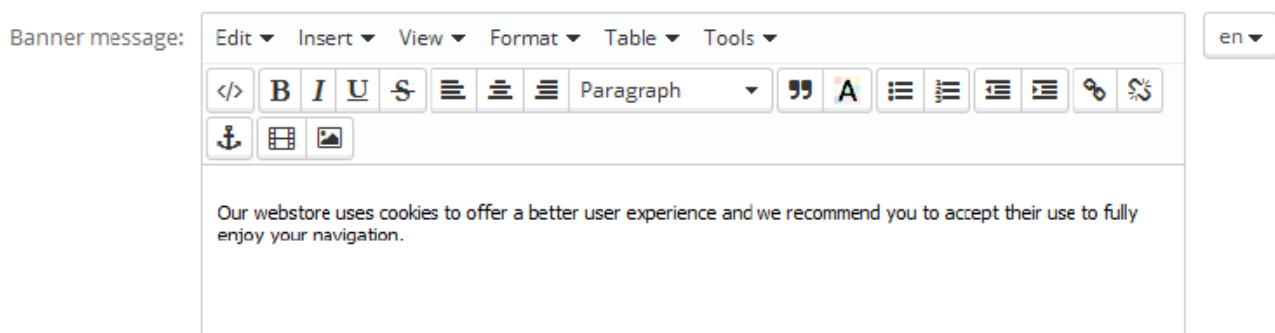 Banner message:
Edit Insert View Format Table Tools
en
</> B I U S Paragraph A
Our webstore uses cookies to offer a better user experience and we recommend you to accept their use to fully
enjoy your navigation.